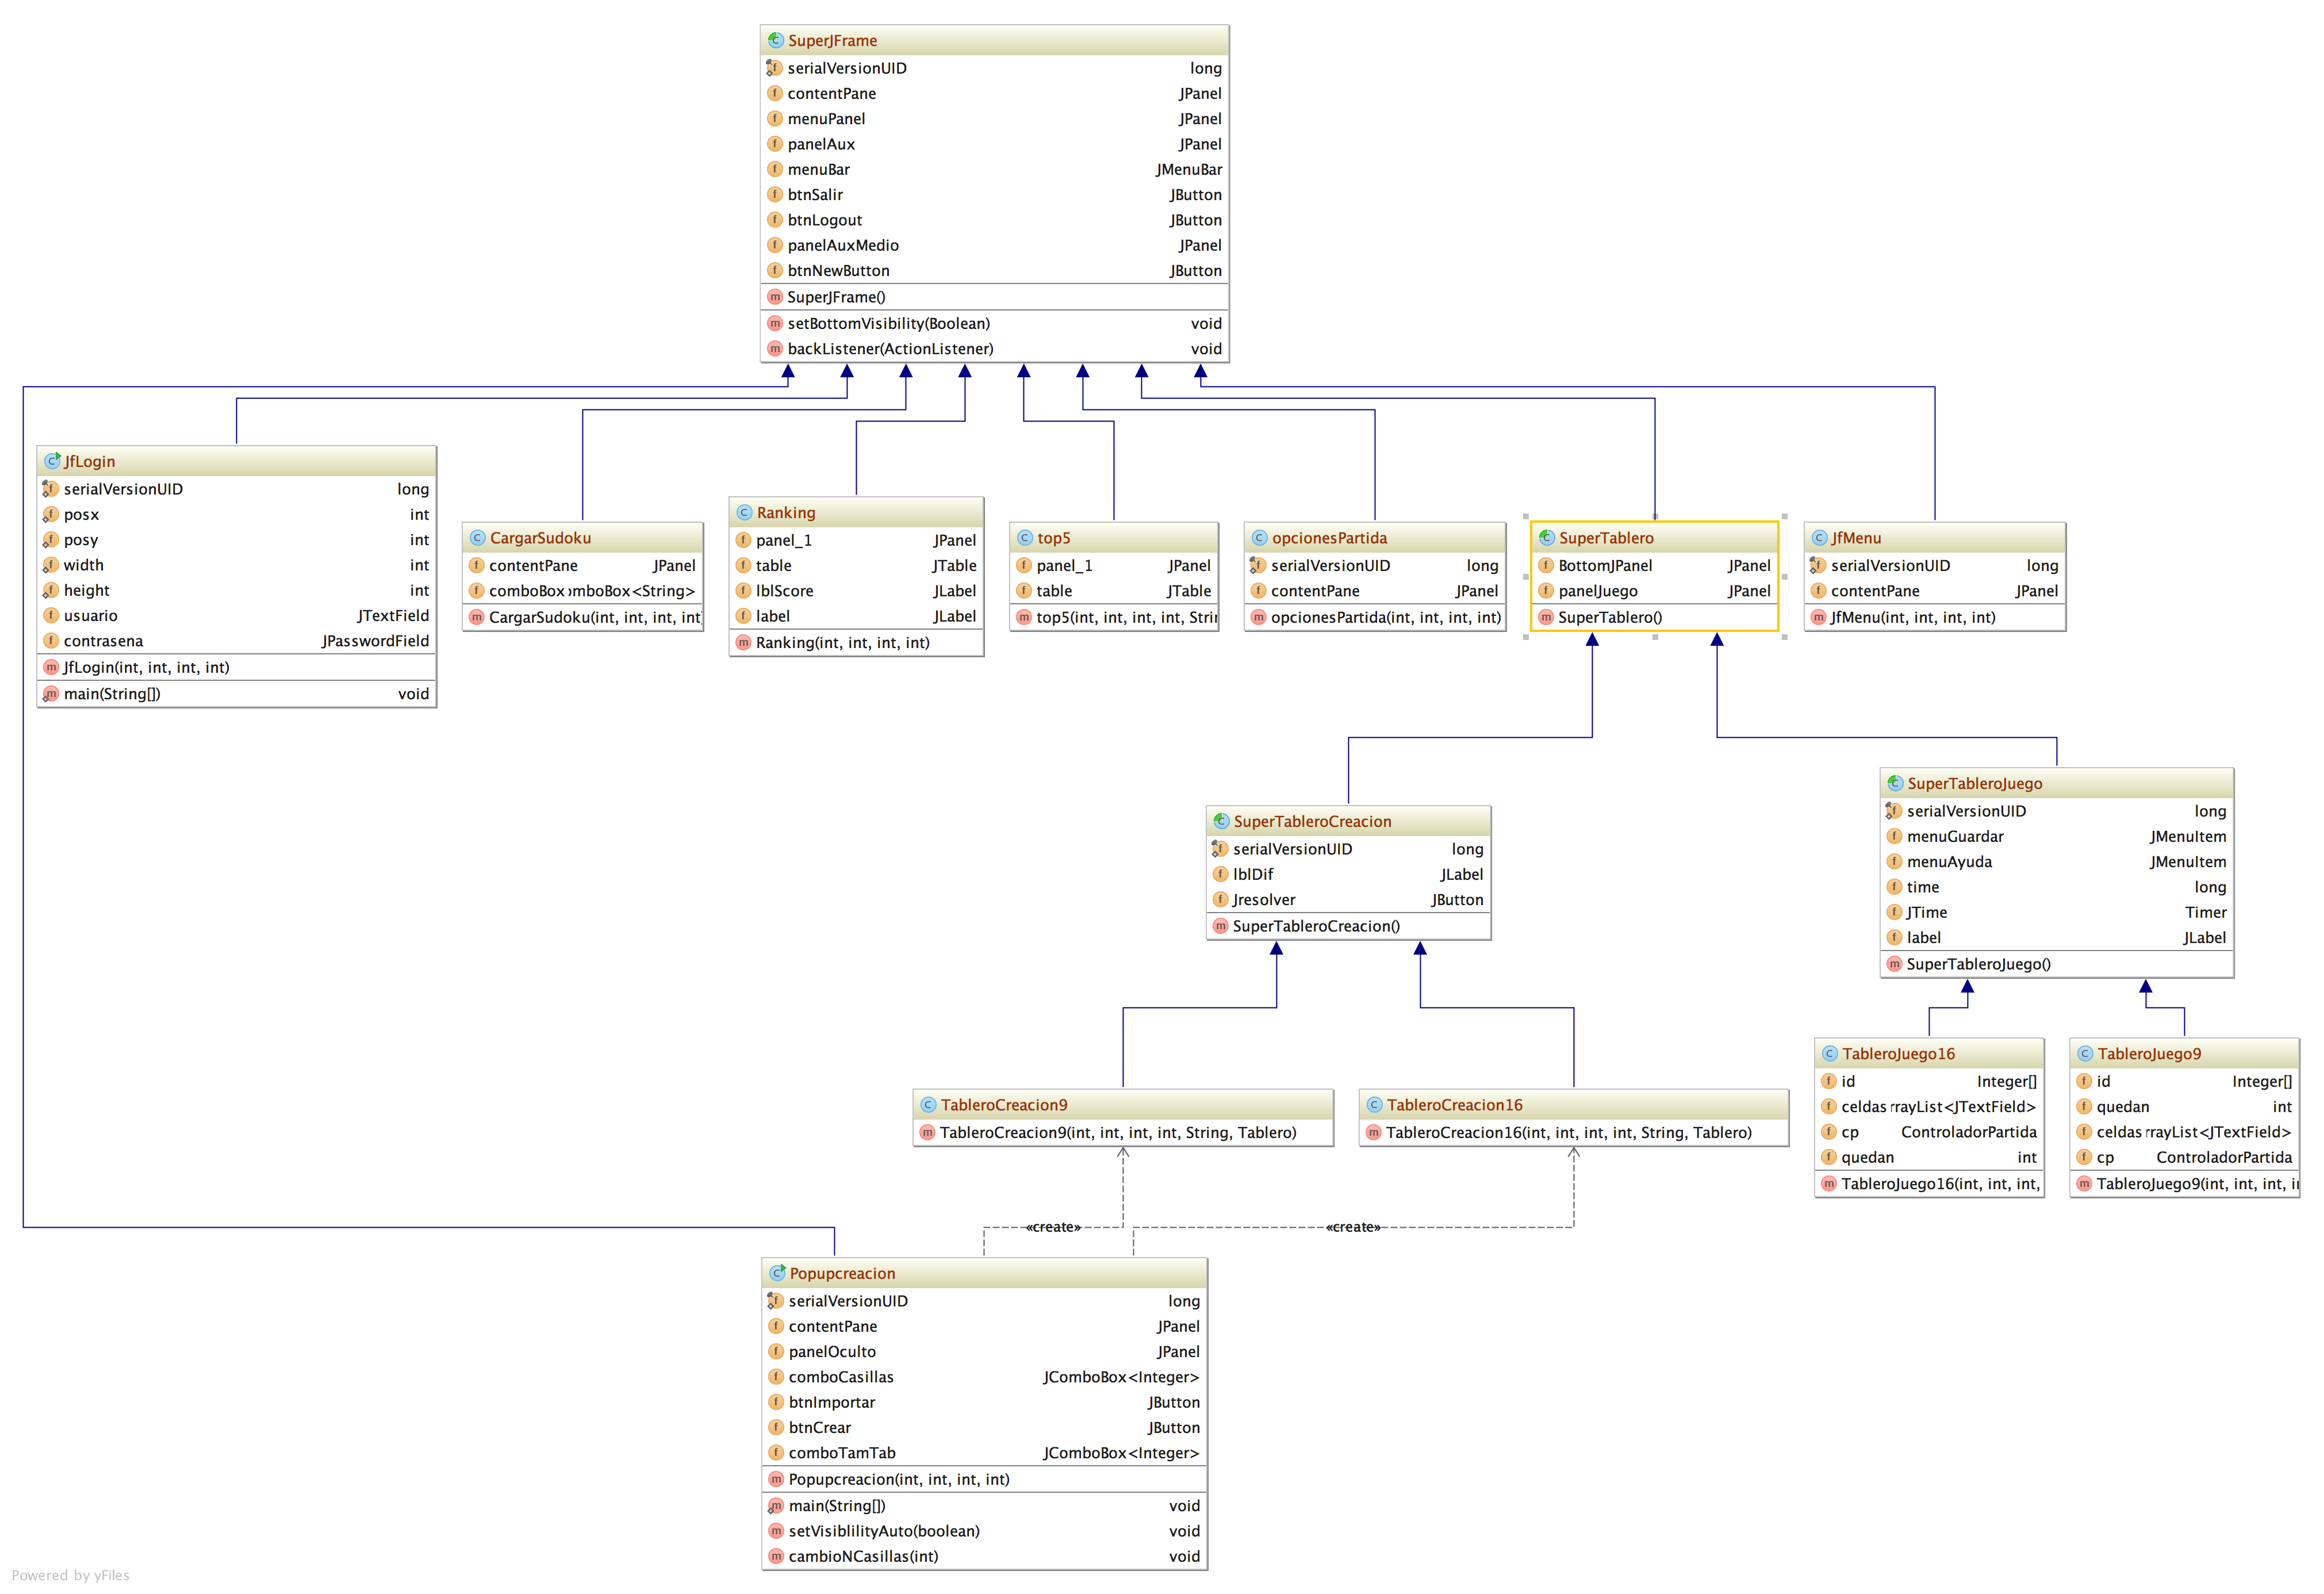 SuperJFrame
serialVersionUID long
contentPane JPanel
menuPanel JPanel
panelAux JPanel
menuBar JMenuBar
btnSalir JButton
btnLogout JButton
panelAuxMedio JPanel
btnNewButton JButton
SuperJFrame()
setBottomVisibility(Boolean) void
backListener(ActionListener) void
JfLogin
serialVersionUID long
posx int
posy int
width int
height int
usuario JTextField
contrasena JPasswordField
JfLogin(int, int, int, int)
main(String[]) void
CargarSudoku
contentPane JPanel
comboBox omboBox<String>
CargarSudoku(int, int, int, int)
Ranking
panel_1 JPanel
table JTable
lblScore JLabel
label JLabel
Ranking(int, int, int, int)
top5
panel_1 JPanel
table JTable
top5(int, int, int, int, Strin
opcionesPartida
serialVersionUID long
contentPane JPanel
opcionesPartida(int, int, int, int)
SuperTablero
BottomJPanel JPanel
panelJuego JPanel
SuperTablero()
JfMenu
serialVersionUID long
contentPane JPanel
JfMenu(int, int, int, int)
SuperTableroCreacion
serialVersionUID long
lblDif JLabel
Jresolver JButton
SuperTableroCreacion()
SuperTableroJuego
serialVersionUID long
menuGuardar JMenuItem
menuAyuda JMenuItem
time long
JTime Timer
label JLabel
SuperTableroJuego()
TableroCreacion9
TableroCreacion9(int, int, int, int, String, Tablero)
TableroCreacion16
TableroCreacion16(int, int, int, int, String, Tablero)
TableroJuego16
id Integer[]
celdas rrayList<JTextField>
cp ControladorPartida
quedan int
TableroJuego16(int, int, int,
TableroJuego9
id Integer[]
quedan int
celdas rrayList<JTextField>
cp ControladorPartida
TableroJuego9(int, int, int, i
«create»
«create»
Popupcreacion
serialVersionUID long
contentPane JPanel
panelOculto JPanel
comboCasillas JComboBox<Integer>
btnImportar JButton
btnCrear JButton
comboTamTab JComboBox<Integer>
Popupcreacion(int, int, int, int)
main(String[]) void
setVisiblilityAuto(boolean) void
cambioNCasillas(int) void
Powered by yFiles